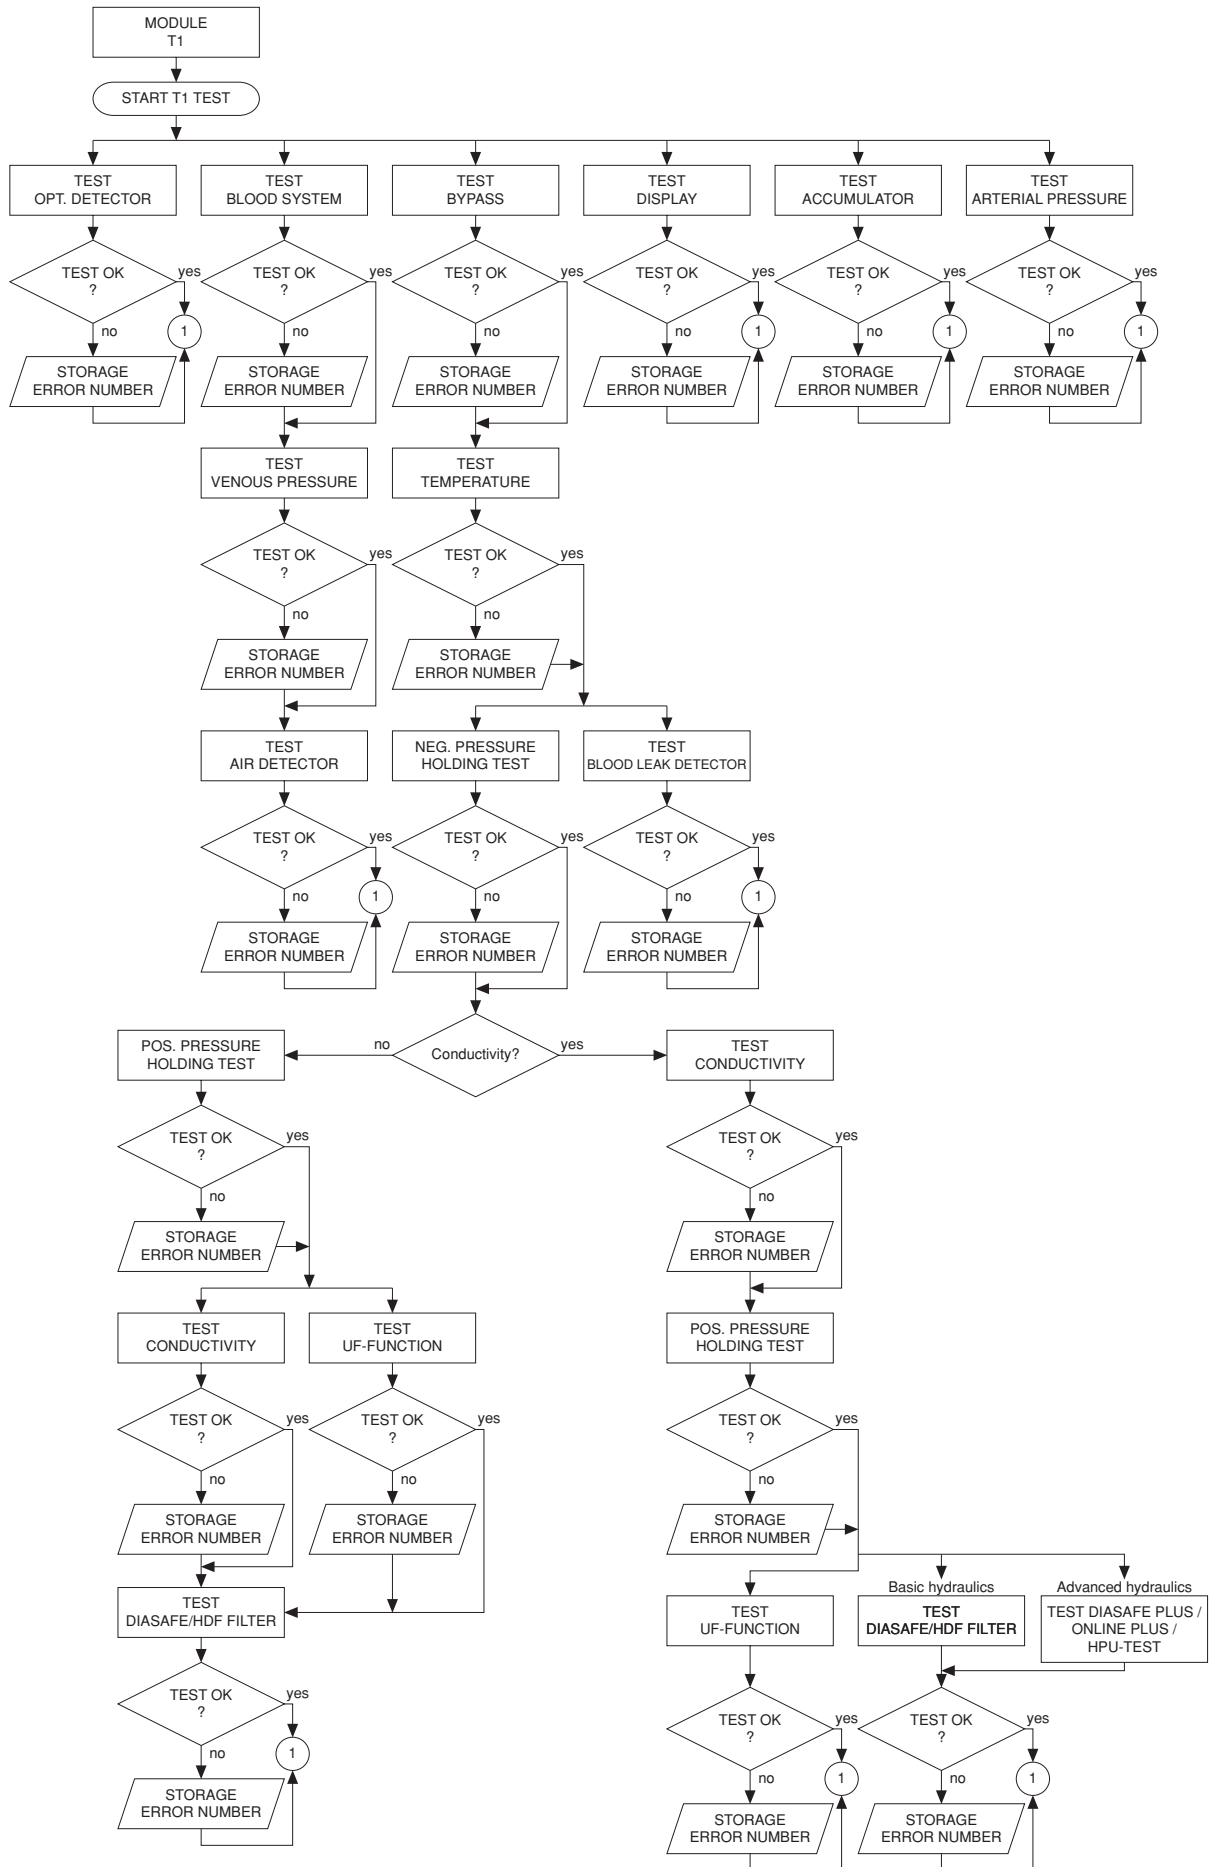 MODULE
T1
START T1 TEST
TEST
OPT. DETECTOR
TEST
BLOOD SYSTEM
TEST
BYPASS
TEST
DISPLAY
TEST
ACCUMULATOR
TEST
ARTERIAL PRESSURE
TEST OK
?
yes
TEST OK
?
yes
TEST OK
?
yes
TEST OK
?
yes
TEST OK
?
yes
TEST OK
?
yes
no
1
no
no
no
1
no
1
no
1
STORAGE
ERROR NUMBER
STORAGE
ERROR NUMBER
STORAGE
ERROR NUMBER
STORAGE
ERROR NUMBER
STORAGE
ERROR NUMBER
STORAGE
ERROR NUMBER
TEST
VENOUS PRESSURE
TEST
TEMPERATURE
TEST OK
?
yes
TEST OK
?
yes
no
no
STORAGE
ERROR NUMBER
STORAGE
ERROR NUMBER
TEST
AIR DETECTOR
NEG. PRESSURE
HOLDING TEST
TEST
BLOOD LEAK DETECTOR
TEST OK
?
yes
TEST OK
?
yes
TEST OK
?
yes
no
1
no
no
1
STORAGE
ERROR NUMBER
STORAGE
ERROR NUMBER
STORAGE
ERROR NUMBER
POS. PRESSURE
HOLDING TEST
no
Conductivity?
yes
TEST
CONDUCTIVITY
TEST OK
?
yes
TEST OK
?
yes
no
no
STORAGE
ERROR NUMBER
STORAGE
ERROR NUMBER
TEST
CONDUCTIVITY
TEST
UF-FUNCTION
POS. PRESSURE
HOLDING TEST
TEST OK
?
yes
TEST OK
?
yes
TEST OK
?
yes
no
no
no
STORAGE
ERROR NUMBER
STORAGE
ERROR NUMBER
STORAGE
ERROR NUMBER
TEST
DIASAFE/HDF FILTER
TEST
UF-FUNCTION
Basic hydraulics
TEST
DIASAFE/HDF FILTER
Advanced hydraulics
TEST DIASAFE PLUS /
ONLINE PLUS /
HPU-TEST
TEST OK
?
yes
TEST OK
?
yes
TEST OK
?
yes
no
1
no
1
no
1
STORAGE
ERROR NUMBER
STORAGE
ERROR NUMBER
STORAGE
ERROR NUMBER